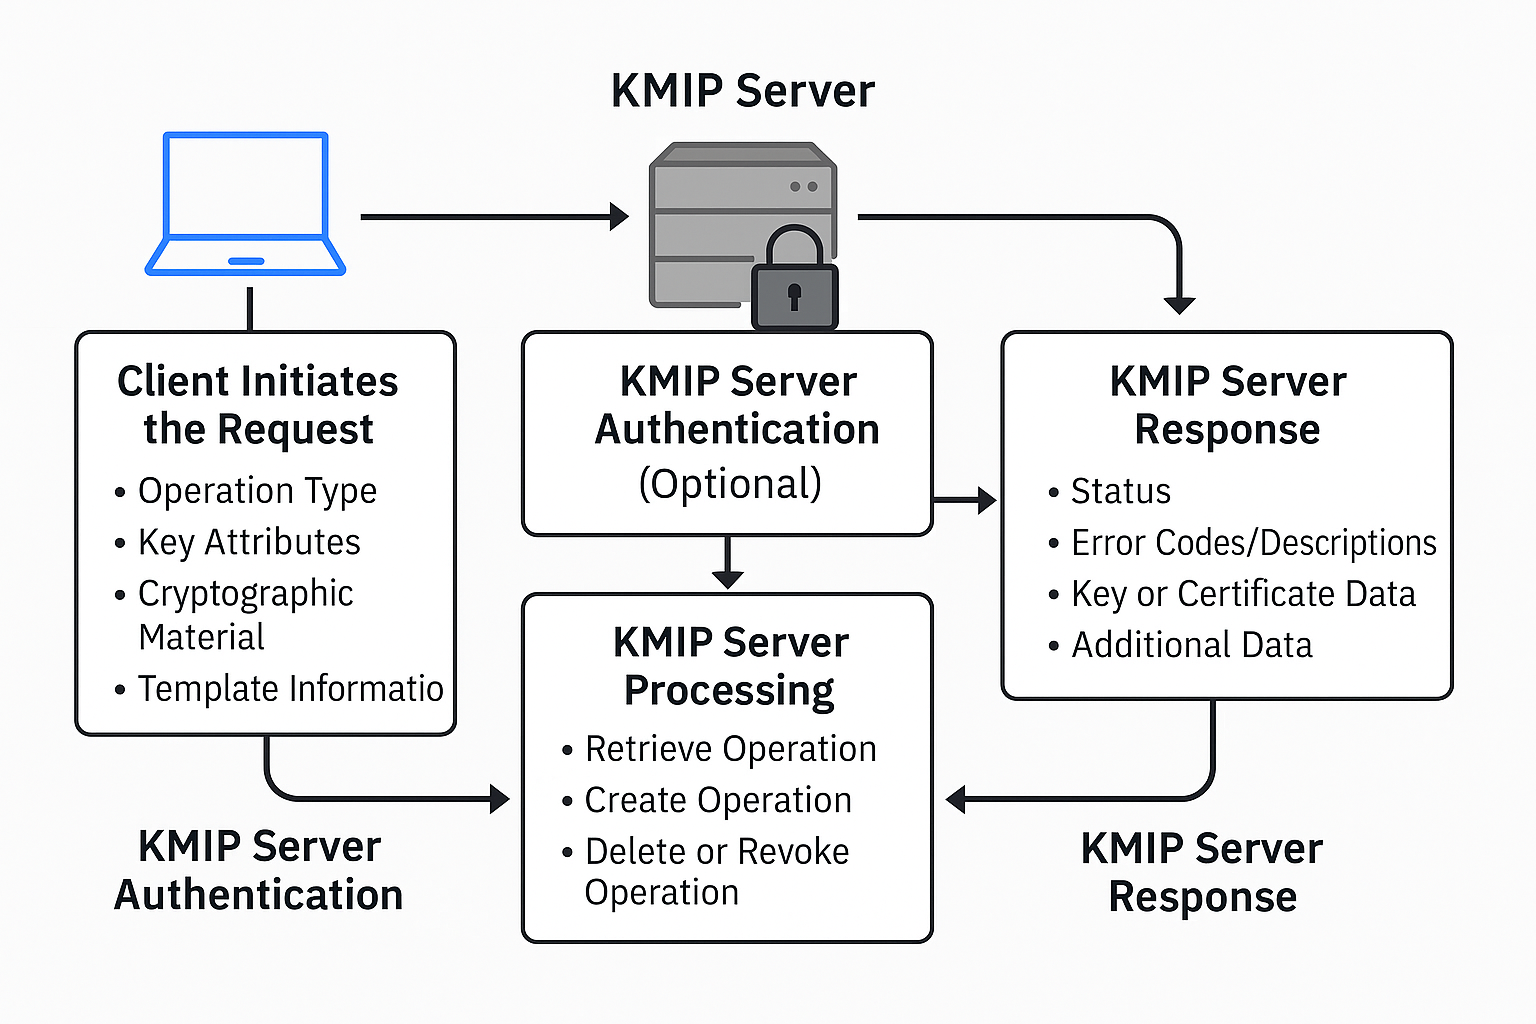 KMIP Server
Client Initiates
the Request
• Operation Type
• Key Attributes
• Cryptographic
Material
• Template Informatio
KMIP Server
Authentication
(Optional)
KMIP Server
Response
• Status
• Error Codes/Descriptions
• Key or Certificate Data
• Additional Data
KMIP Server
Processing
• Retrieve Operation
• Create Operation
• Delete or Revoke
Operation
KMIP Server
Authentication
KMIP Server
Response